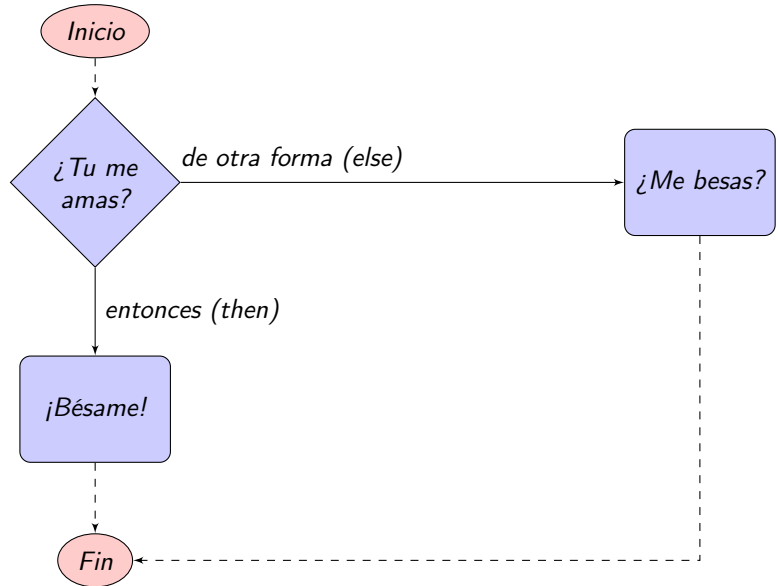 Inicio
¿Tu me
amas?
de otra forma (else)
¿Me besas?
entonces (then)
¡Bésame!
Fin